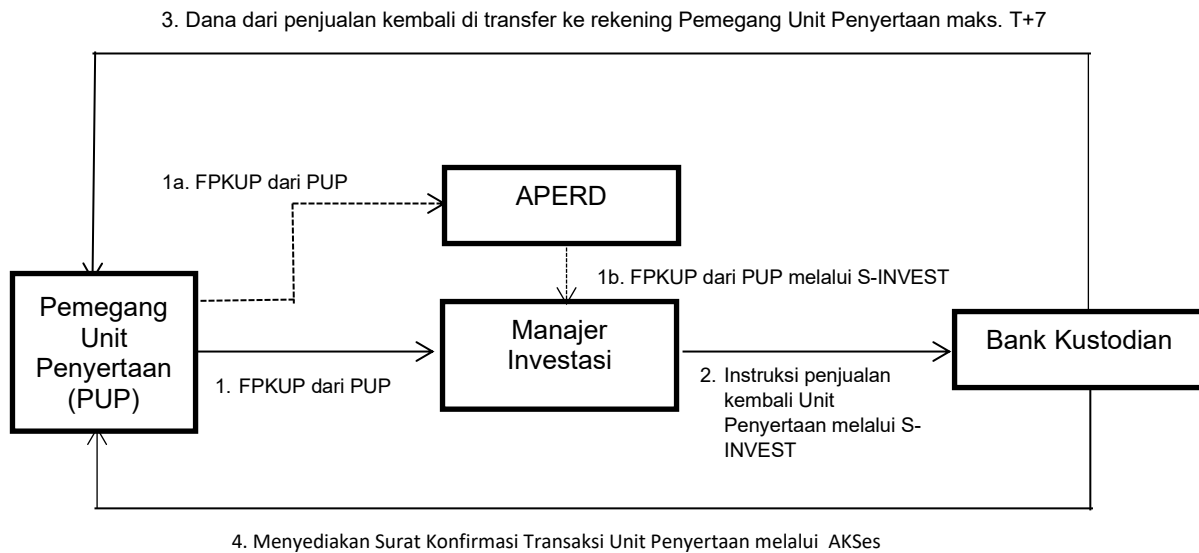 3. Dana dari penjualan kembali di transfer ke rekening Pemegang Unit Penyertaan maks. T+7
1a. FPKUP dari PUP
APERD
1b. FPKUP dari PUP melalui S-INVEST
Pemegang
Unit
Penyertaan
(PUP)
Manajer
Investasi
Bank Kustodian
1. FPKUP dari PUP
2. Instruksi penjualan
kembali Unit
Penyertaan melalui S-
INVEST
4. Menyediakan Surat Konfirmasi Transaksi Unit Penyertaan melalui AKSes